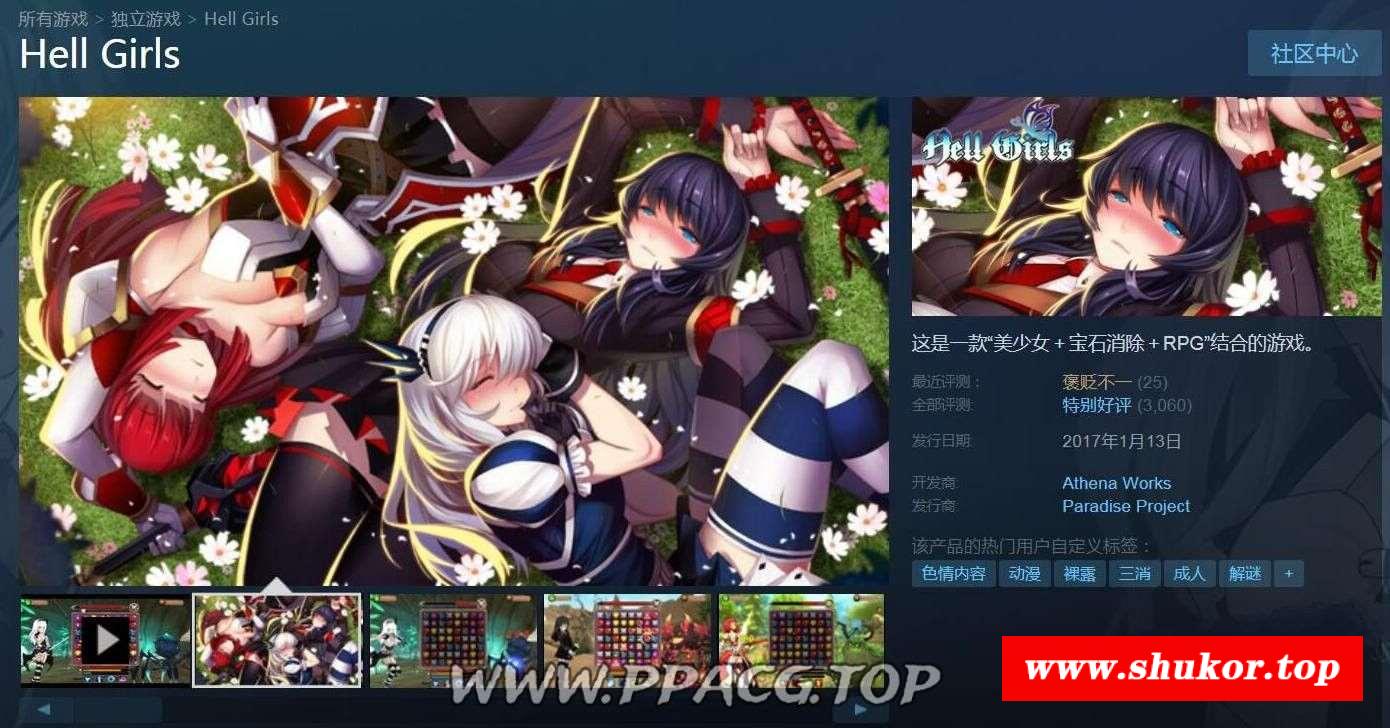 所有游戏 > 独立游戏 > Hell Girls
Hell Girls
社区中心
Hell Girls
这是一款“美少女＋宝石消除＋RPG”结合的游戏。
最近评测： 褒贬不一 (25)
全部评测: 特别好评 (3,060)
发行日期: 2017年1月13日
开发商: Athena Works
发行商: Paradise Project
该产品的热门用户自定义标签：
色情内容 动漫 裸露 三消 成人 解谜 +
WWW.PPACG.TOP
www.shukor.top